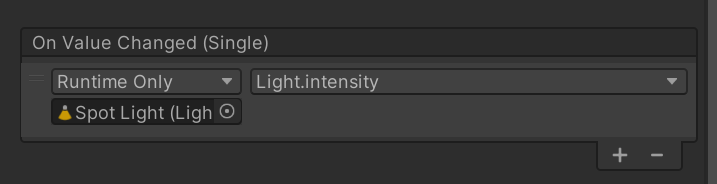 On Value Changed (Single)
Runtime Only
Light.intensity
Spot Light (Ligh